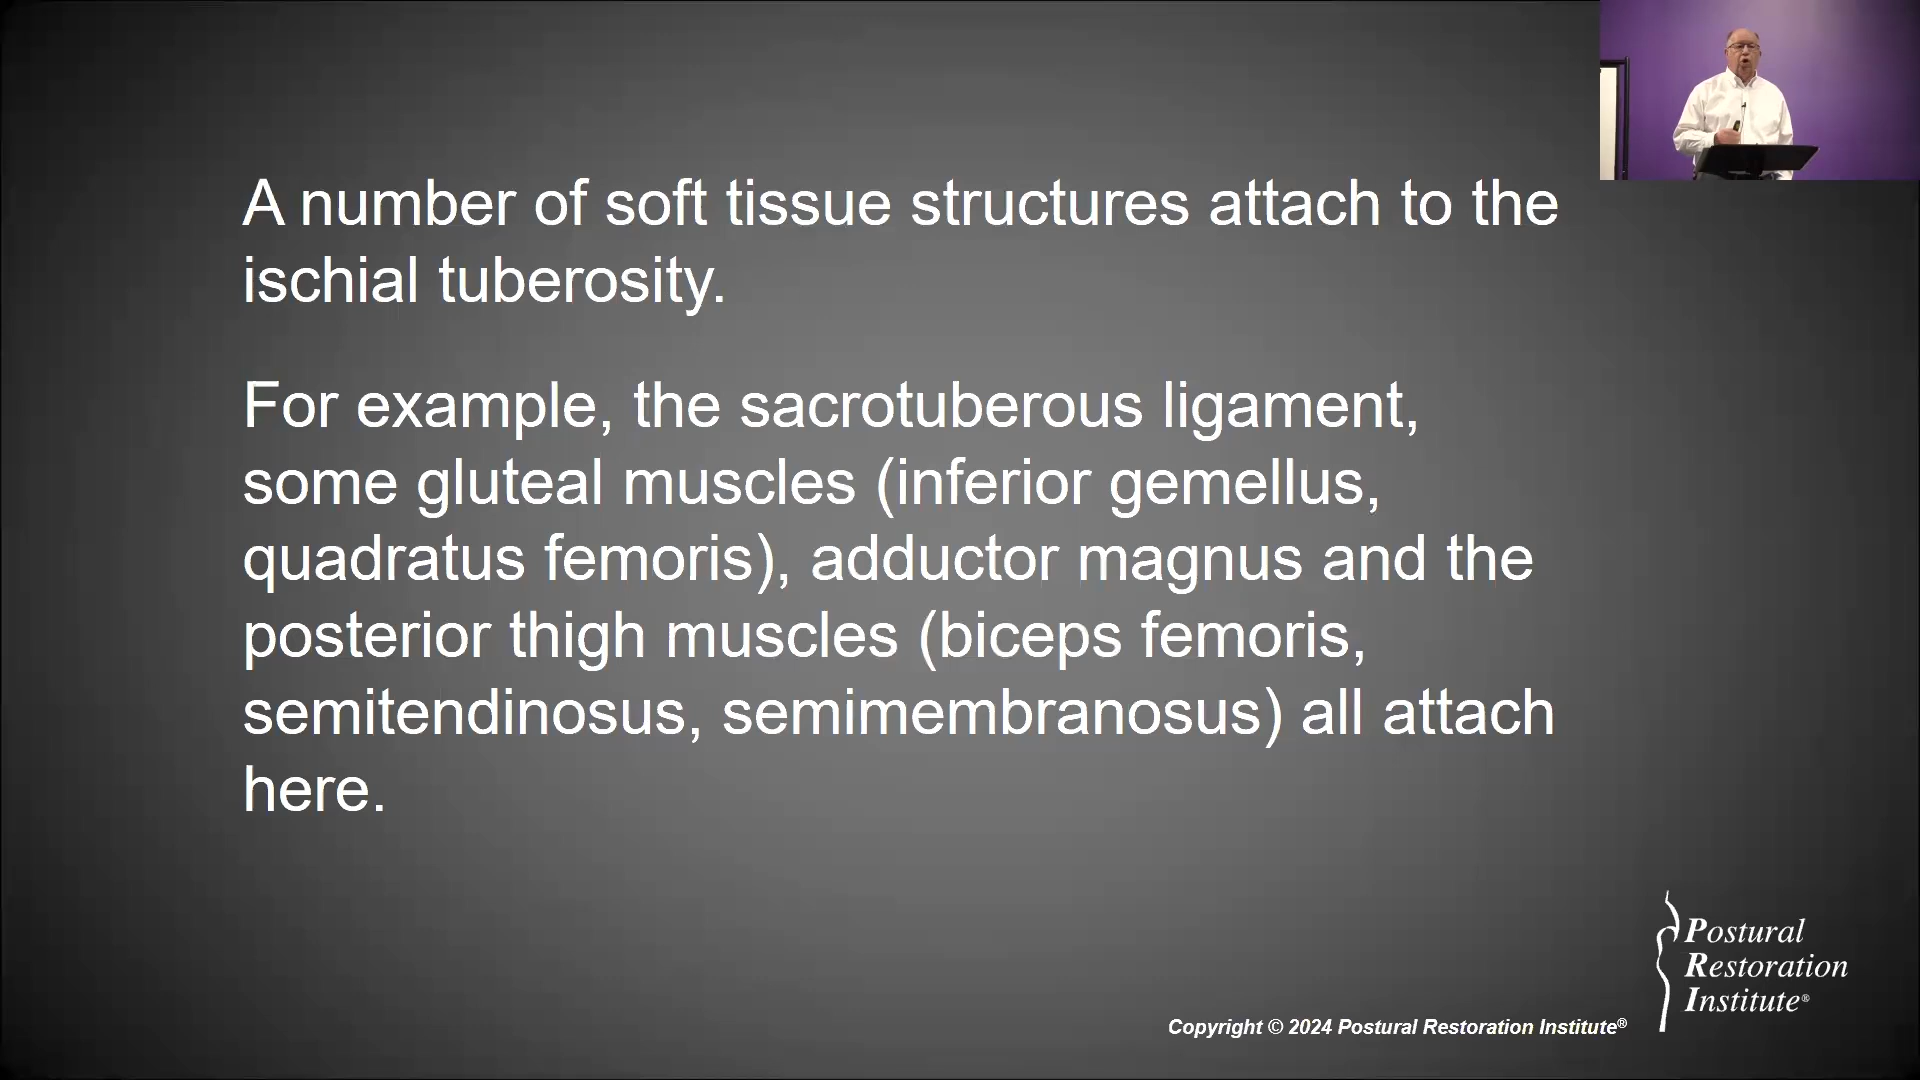 A number of soft tissue structures attach to the
ischial tuberosity.
For example, the sacrotuberous ligament,
some gluteal muscles (inferior gemellus,
quadratus femoris), adductor magnus and the
posterior thigh muscles (biceps femoris,
semitendinosus, semimembranosus) all attach
here.
Postural
Restoration
Institute®
Copyright © 2024 Postural Restoration Institute®